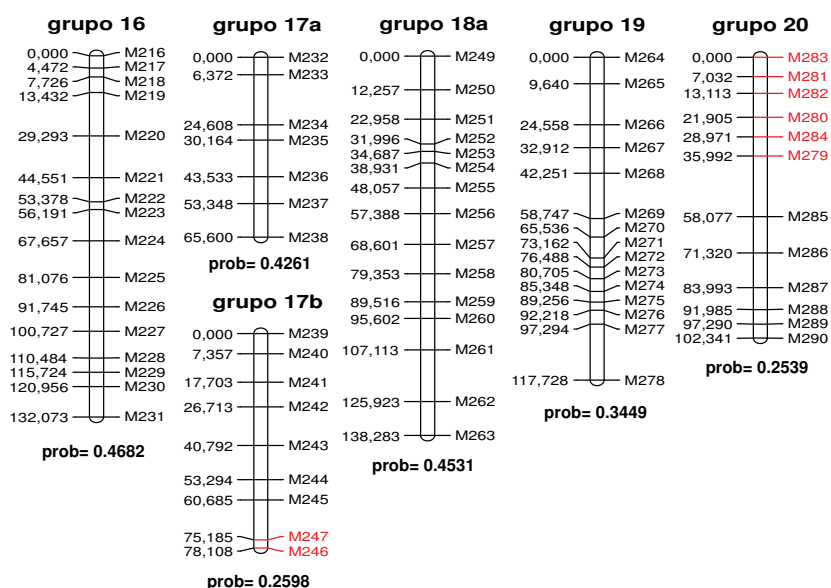 grupo 16
0,000 M216
4,472 M217
7,726 M218
13,432 M219
29,293 M220
44,551 M221
53,378 M222
56,191 M223
67,657 M224
81,076 M225
91,745 M226
100,727 M227
110,484 M228
115,724 M229
120,956 M230
132,073 M231
prob= 0.4682
grupo 17a
0,000 M232
6,372 M233
24,608 M234
30,164 M235
43,533 M236
53,348 M237
65,600 M238
prob= 0.4261
grupo 17b
0,000 M239
7,357 M240
17,703 M241
26,713 M242
40,792 M243
53,294 M244
60,685 M245
75,185 M247
78,108 M246
prob= 0.2598
grupo 18a
0,000 M249
12,257 M250
22,958 M251
31,996 M252
34,687 M253
38,931 M254
48,057 M255
57,388 M256
68,601 M257
79,353 M258
89,516 M259
95,602 M260
107,113 M261
125,923 M262
138,283 M263
prob= 0.4531
grupo 19
0,000 M264
9,640 M265
24,558 M266
32,912 M267
42,251 M268
58,747 M269
65,536 M270
73,162 M271
76,488 M272
80,705 M273
85,348 M274
89,256 M275
92,218 M276
97,294 M277
117,728 M278
prob= 0.3449
grupo 20
0,000 M283
7,032 M281
13,113 M282
21,905 M280
28,971 M284
35,992 M279
58,077 M285
71,320 M286
83,993 M287
91,985 M288
97,290 M289
102,341 M290
prob= 0.2539